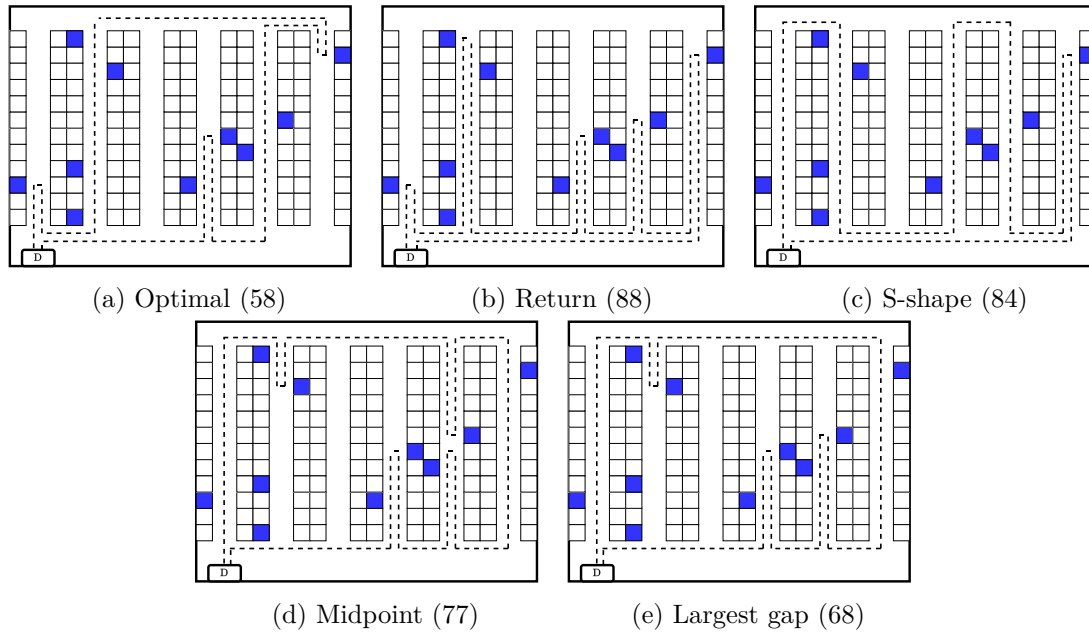 D D D
(a) Optimal (58) (b) Return (88) (c) S-shape (84)
D D
(d) Midpoint (77) (e) Largest gap (68)